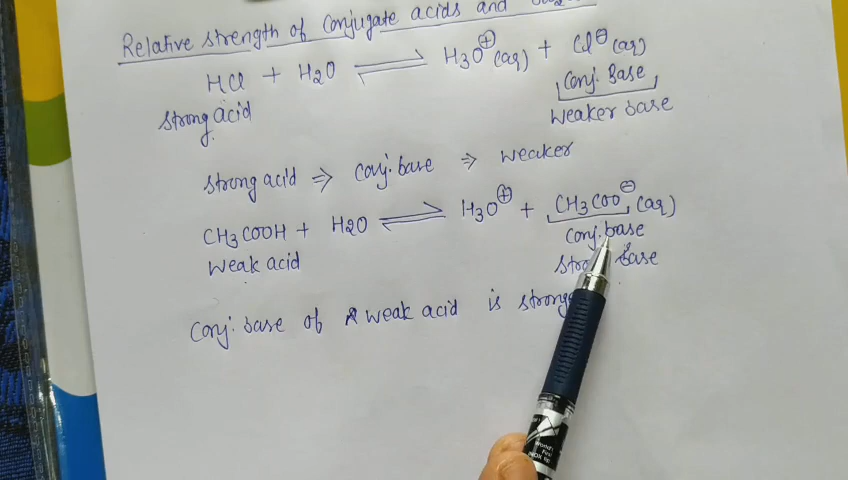 Relative strength of conjugate acids and
HCl + H2O ⇌ H3O⊕(aq) + Cl⊖(aq)
strong acid
Conj. Base
weaker base
strong acid ⇒ conj. base ⇒ weaker
CH3COOH + H2O ⇌ H3O⊕ + CH3COO⊖(aq)
weak acid
Conj. base
base
Conj. base of weak acid is
World's
First